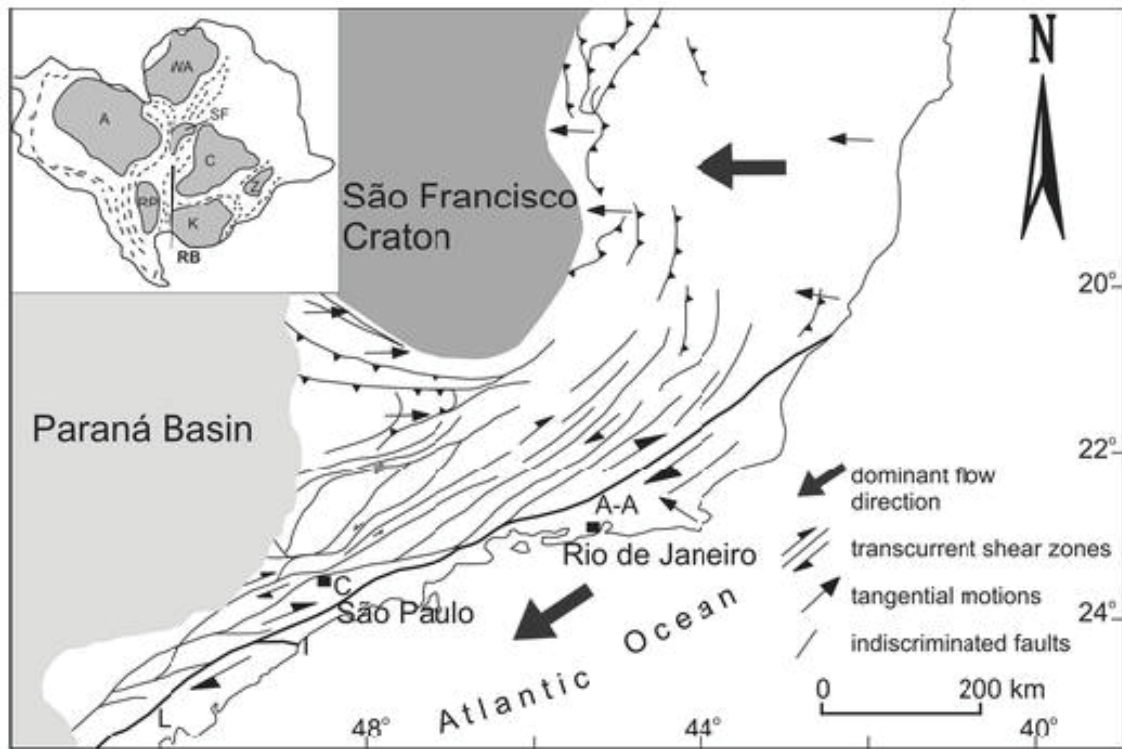 WA
A
SF
C
Z
RP
K
RB
N
São Francisco
Craton
20°
Paraná Basin
22°
dominant flow
direction
A-A
Rio de Janeiro
transcurrent shear zones
C
São Paulo
tangential motions
24°
Atlantic Ocean
indiscriminated faults
I
0 200 km
L
48°
44°
40°